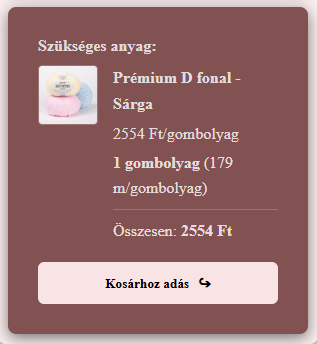 Szükséges anyag:
Prémium D fonal -
Sárga
2554 Ft/gombolyag
1 gombolyag (179
m/gombolyag)
Összesen: 2554 Ft
Kosárhoz adás ↪